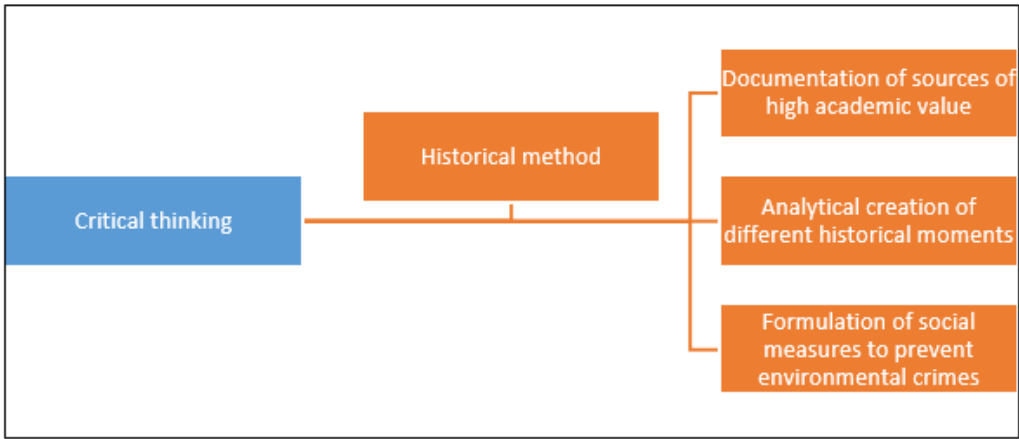 Critical thinking
Historical method
Documentation of sources of
high academic value
Analytical creation of
different historical moments
Formulation of social
measures to prevent
environmental crimes